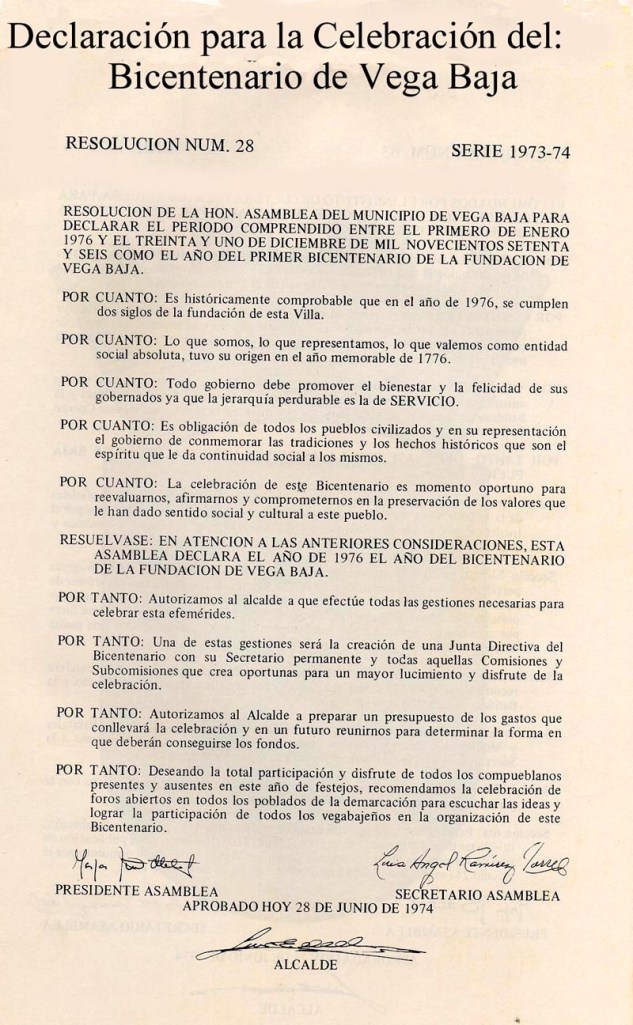 Declaración para la Celebración del:
Bicentenario de Vega Baja
RESOLUCION NUM. 28
SERIE 1973-74
RESOLUCION DE LA HON. ASAMBLEA DEL MUNICIPIO DE VEGA BAJA PARA
DECLARAR EL PERIODO COMPRENDIDO ENTRE EL PRIMERO DE ENERO
1976 Y EL TREINTA Y UNO DE DICIEMBRE DE MIL NOVECIENTOS SETENTA
Y SEIS COMO EL AÑO DEL PRIMER BICENTENARIO DE LA FUNDACION DE
VEGA BAJA.
POR CUANTO: Es históricamente comprobable que en el año de 1976, se cumplen
dos siglos de la fundación de esta Villa.
POR CUANTO: Lo que somos, lo que representamos, lo que valemos como entidad
social absoluta, tuvo su origen en el año memorable de 1776.
POR CUANTO: Todo gobierno debe promover el bienestar y la felicidad de sus
gobernados ya que la jerarquía perdurable es la de SERVICIO.
POR CUANTO: Es obligación de todos los pueblos civilizados y en su representación
el gobierno de conmemorar las tradiciones y los hechos históricos que son el
espíritu que le da continuidad social a los mismos.
POR CUANTO: La celebración de este Bicentenario es momento oportuno para
reevaluarnos, afirmarnos y comprometernos en la preservación de los valores que
le han dado sentido social y cultural a este pueblo.
RESUELVASE: EN ATENCION A LAS ANTERIORES CONSIDERACIONES, ESTA
ASAMBLEA DECLARA EL AÑO DE 1976 EL AÑO DEL BICENTENARIO
DE LA FUNDACION DE VEGA BAJA.
POR TANTO: Autorizamos al alcalde a que efectúe todas las gestiones necesarias para
celebrar esta efemérides.
POR TANTO: Una de estas gestiones será la creación de una Junta Directiva del
Bicentenario con su Secretario permanente y todas aquellas Comisiones y
Subcomisiones que crea oportunas para un mayor lucimiento y disfrute de la
celebración.
POR TANTO: Autorizamos al Alcalde a preparar un presupuesto de los gastos que
conllevará la celebración y en un futuro reunirnos para determinar la forma en
que deberán conseguirse los fondos.
POR TANTO: Deseando la total participación y disfrute de todos los compueblanos
presentes y ausentes en este año de festejos, recomendamos la celebración de
foros abiertos en todos los poblados de la demarcación para escuchar las ideas y
lograr la participación de todos los vegabajeños en la organización de este
Bicentenario.
Luis Angel Ramírez Torres
PRESIDENTE ASAMBLEA
SECRETARIO ASAMBLEA
APROBADO HOY 28 DE JUNIO DE 1974
ALCALDE